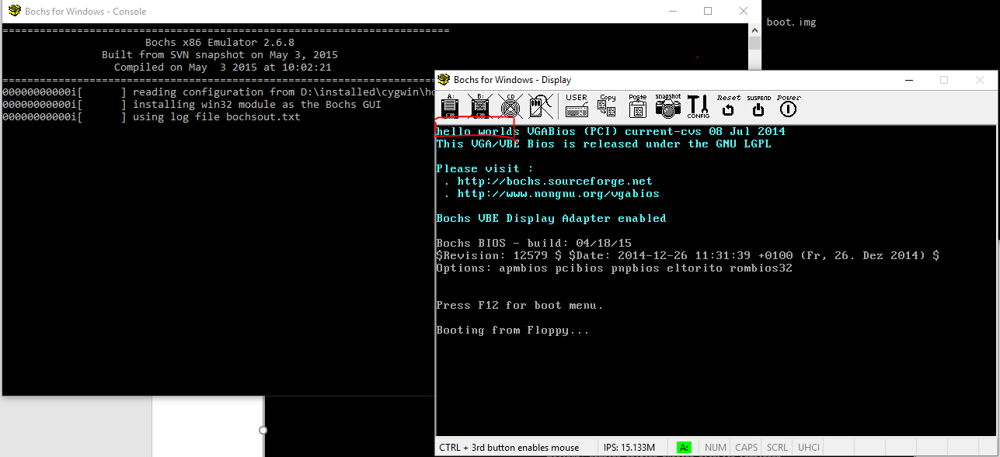 Bochs for Windows - Console
========================================================================
Bochs x86 Emulator 2.6.8
Built from SVN snapshot on May 3, 2015
Compiled on May  3 2015 at 10:02:21
========================================================================
00000000000i[      ] reading configuration from D:\installed\cygwin\ho
00000000000i[      ] installing win32 module as the Bochs GUI
00000000000i[      ] using log file bochsout.txt
boot.img
Bochs for Windows - Display
A: B: CD USER Copy Paste snapshot CONFIG Reset SUSPEND Power
hello worlds VGABios (PCI) current-cvs 08 Jul 2014
This VGA/VBE Bios is released under the GNU LGPL
Please visit :
. http://bochs.sourceforge.net
. http://www.nongnu.org/vgabios
Bochs VBE Display Adapter enabled
Bochs BIOS - build: 04/18/15
$Revision: 12579 $ $Date: 2014-12-26 11:31:39 +0100 (Fr, 26. Dez 2014) $
Options: apmbios pcibios pnpbios eltorito rombios32
Press F12 for boot menu.
Booting from Floppy...
CTRL + 3rd button enables mouse IPS: 15.133M A: NUM CAPS SCRL UHCI